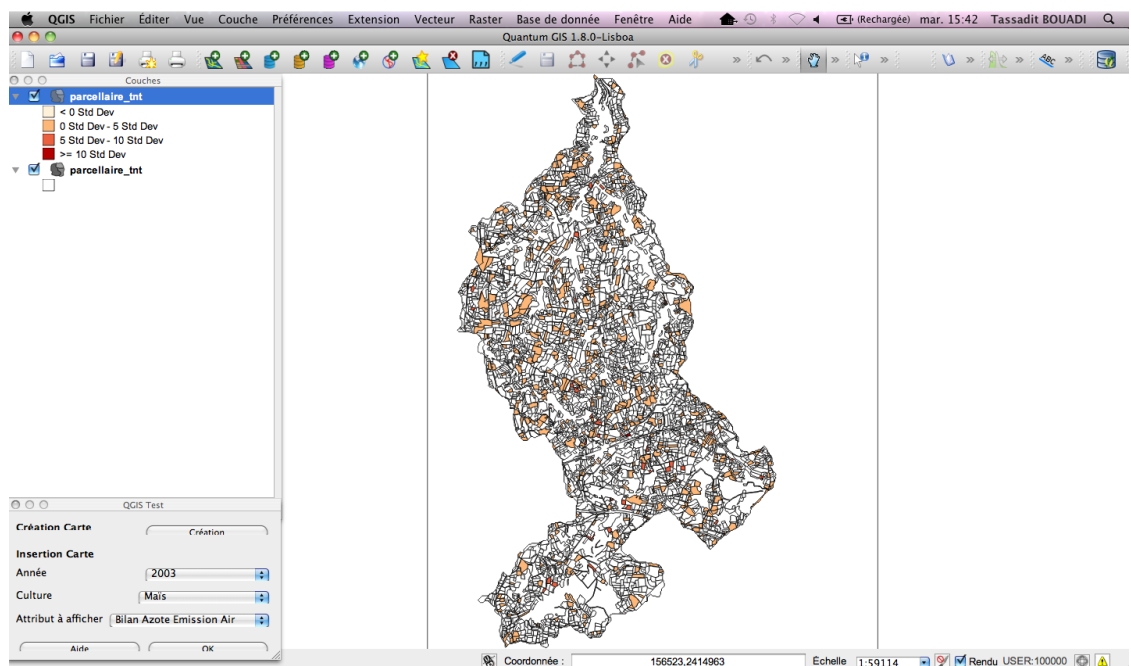 QGIS Fichier Éditer Vue Couche Préférences Extension Vecteur Raster Base de donnée Fenêtre Aide (Rechargée) mar. 15:42 Tassadit BOUADI
Quantum GIS 1.8.0-Lisboa
» » » » » »
ABC
Couches
parcellaire_tnt
< 0 Std Dev
0 Std Dev - 5 Std Dev
5 Std Dev - 10 Std Dev
>= 10 Std Dev
parcellaire_tnt
QGIS Test
Création Carte Création
Insertion Carte
Année 2003
Culture Maïs
Attribut à afficher Bilan Azote Emission Air
Aide OK
Coordonnée : 156523,2414963 Échelle 1:59114 Rendu USER:100000